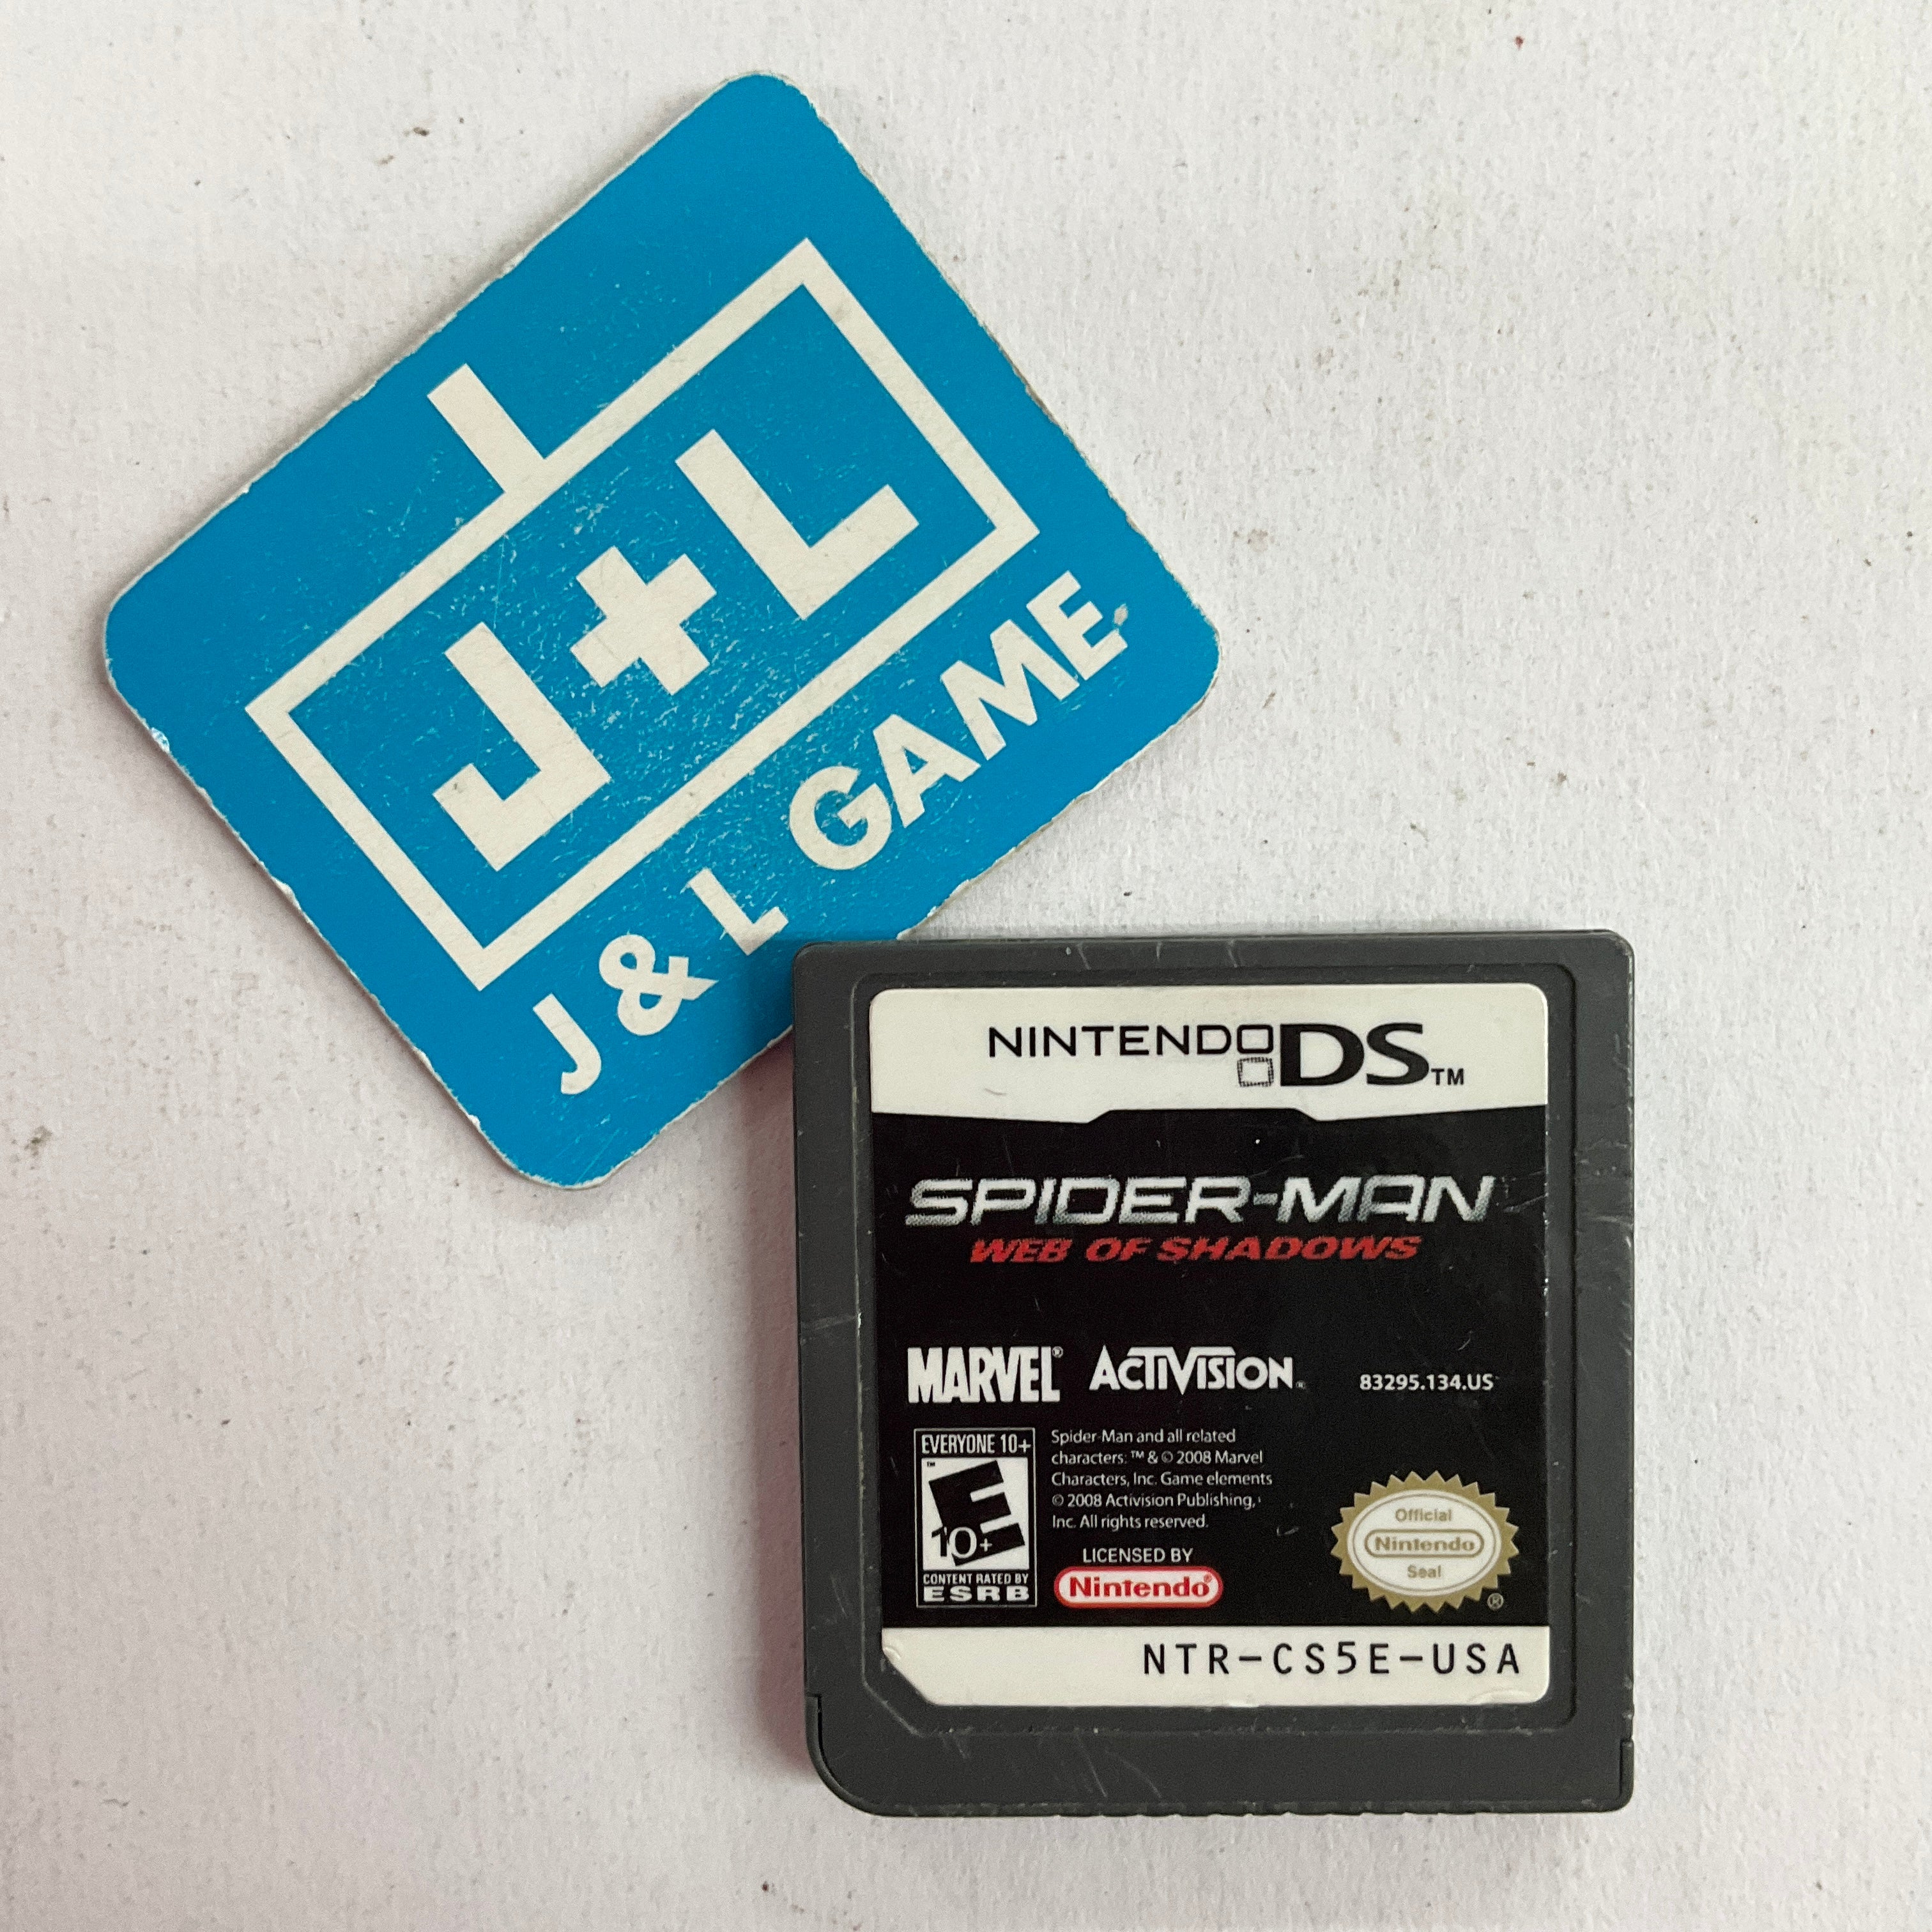 J+L
J & L GAME
NINTENDO DS™
SPIDER-MAN
WEB OF SHADOWS
MARVEL® ACTIVISION® 83295.134.US
EVERYONE 10+
™
E
10+
CONTENT RATED BY
ESRB
Spider-Man and all related
characters: ™ & © 2008 Marvel
Characters, Inc. Game elements
© 2008 Activision Publishing,
Inc. All rights reserved.
LICENSED BY
Nintendo®
Official
Nintendo
Seal
®
NTR-CS5E-USA